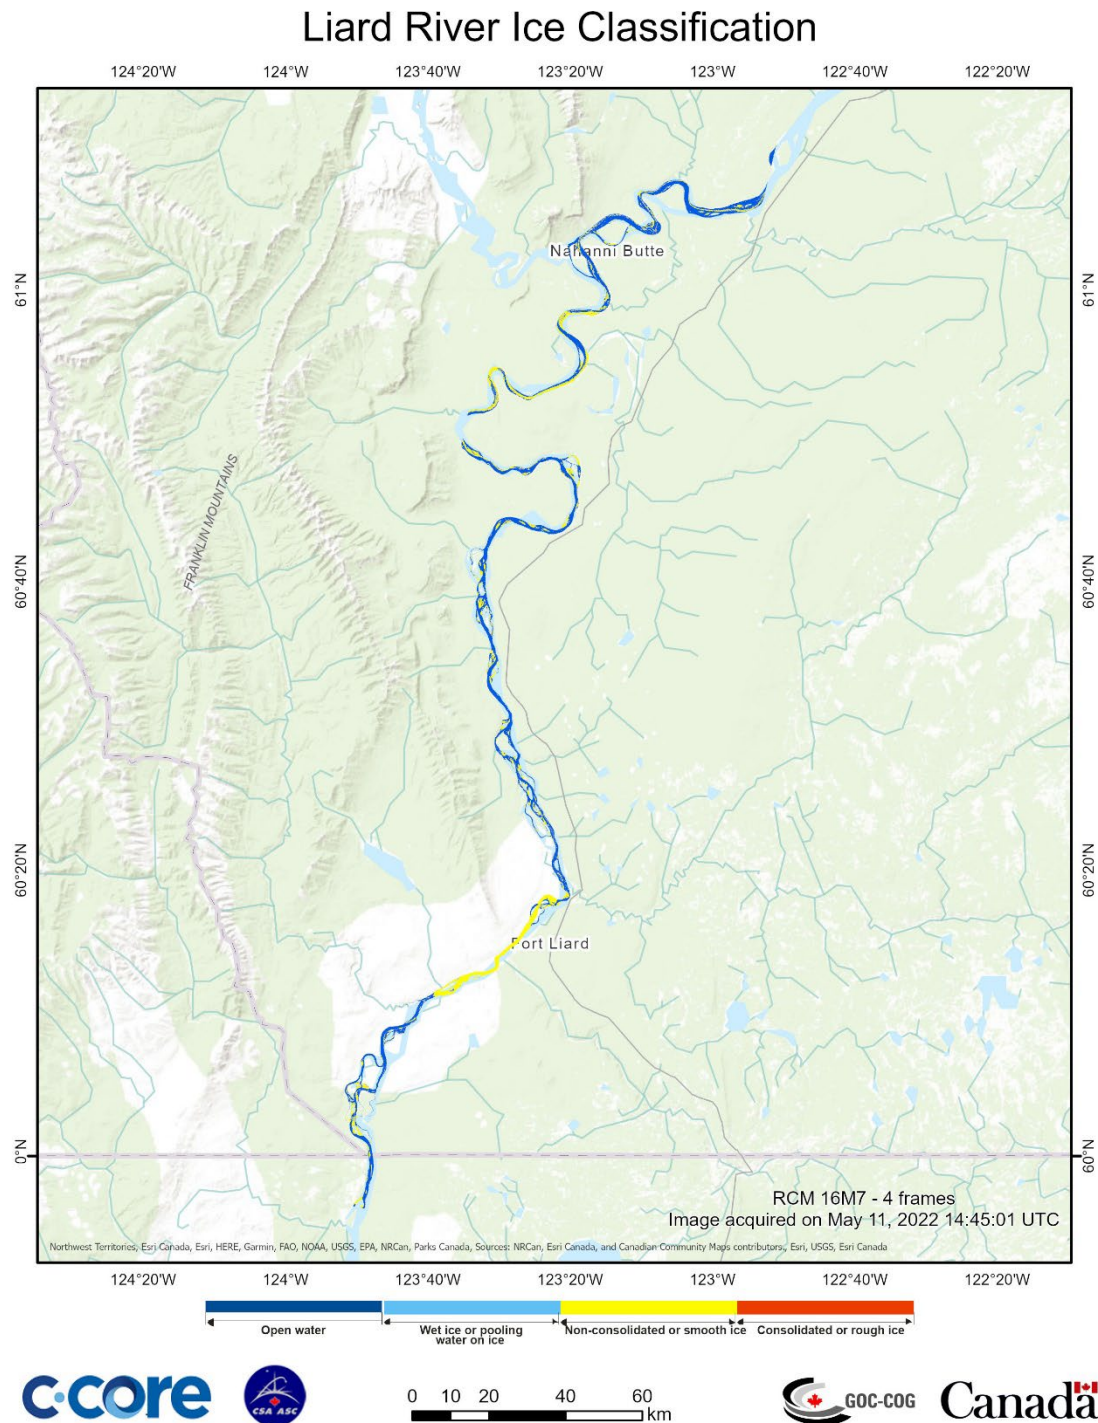 Liard River Ice Classification
124°20'W 124°W 123°40'W 123°20'W 123°W 122°40'W 122°20'W
Nahanni Butte
61°N 61°N
FRANKLIN MOUNTAINS
60°40'N 60°40'N
60°20'N 60°20'N
Fort Liard
0°N 60°N
RCM 16M7 - 4 frames
Image acquired on May 11, 2022 14:45:01 UTC
Northwest Territories, Esri Canada, Esri, HERE, Garmin, FAO, NOAA, USGS, EPA, NRCan, Parks Canada, Sources: NRCan, Esri Canada, and Canadian Community Maps contributors., Esri, USGS, Esri Canada
124°20'W 124°W 123°40'W 123°20'W 123°W 122°40'W 122°20'W
Open water
Wet ice or pooling
water on ice
Non-consolidated or smooth ice
Consolidated or rough ice
c·core
CSA ASC
0 10 20 40 60
km
GOC-COG
Canada